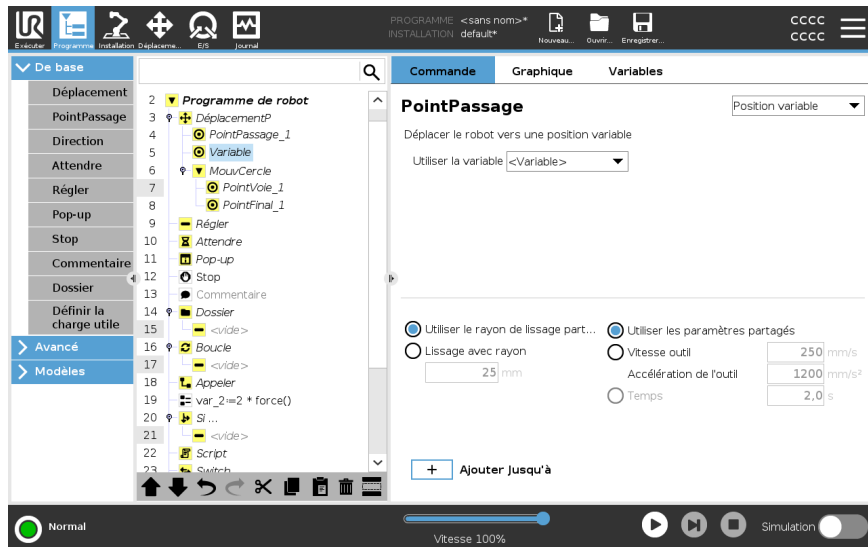 PROGRAMME <sans nom>*
INSTALLATION default*
Exécuter Programme Installation Déplaceme... E/S Journal
Nouveau... Ouvrir... Enregistrer...
CCCC
CCCC
De base
Déplacement
PointPassage
Direction
Attendre
Régler
Pop-up
Stop
Commentaire
Dossier
Définir la
charge utile
Avancé
Modèles
2 Programme de robot
3 DéplacementP
4 PointPassage_1
5 Variable
6 MouvCercle
7 PointVoie_1
8 PointFinal_1
9 Régler
10 Attendre
11 Pop-up
12 Stop
13 Commentaire
14 Dossier
15 <vide>
16 Boucle
17 <vide>
18 Appeler
19 var_2≔2 * force()
20 Si ...
21 <vide>
22 Script
23 Switch
Commande Graphique Variables
PointPassage
Position variable
Déplacer le robot vers une position variable
Utiliser la variable <Variable>
Utiliser le rayon de lissage part...
Lissage avec rayon
25 mm
Utiliser les paramètres partagés
Vitesse outil 250 mm/s
Accélération de l'outil 1200 mm/s²
Temps 2,0 s
+ Ajouter Jusqu'à
Normal
Vitesse 100%
Simulation